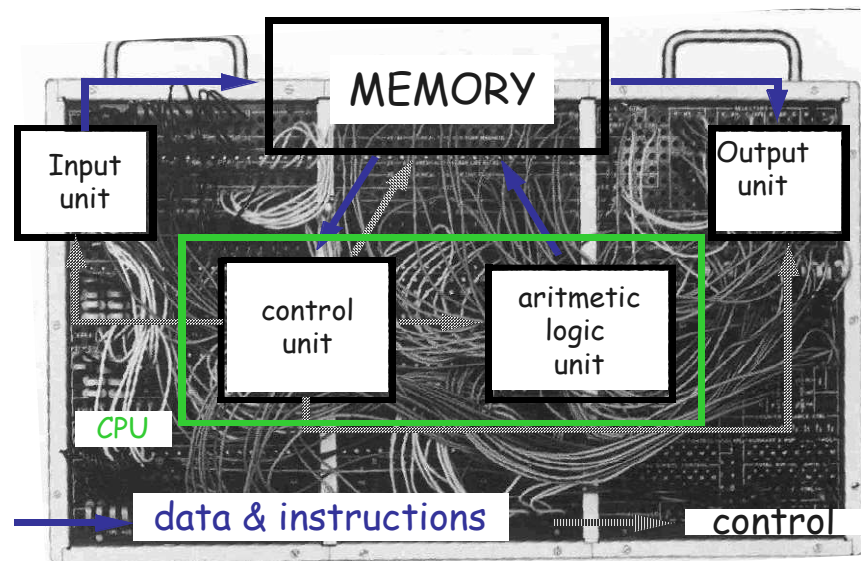 MEMORY
Input
unit
Output
unit
control
unit
aritmetic
logic
unit
CPU
data & instructions
control